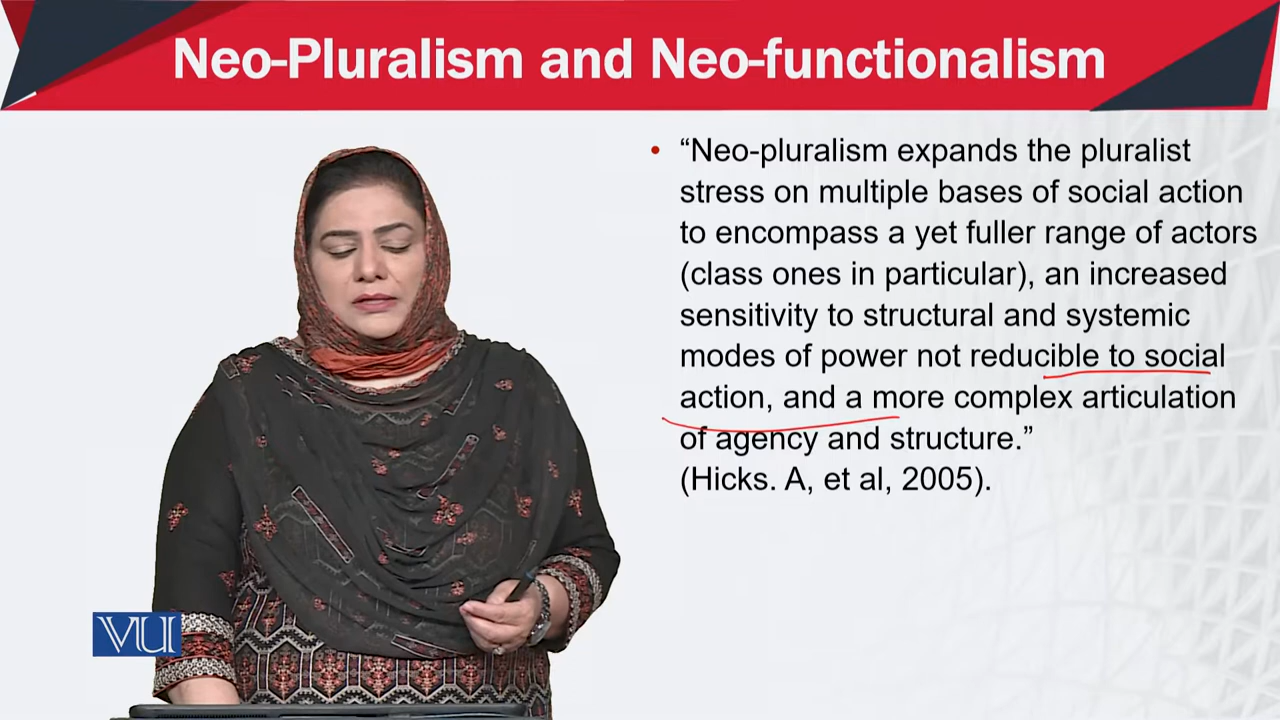 Neo-Pluralism and Neo-functionalism
• “Neo-pluralism expands the pluralist
stress on multiple bases of social action
to encompass a yet fuller range of actors
(class ones in particular), an increased
sensitivity to structural and systemic
modes of power not reducible to social
action, and a more complex articulation
of agency and structure.”
(Hicks. A, et al, 2005).
VU